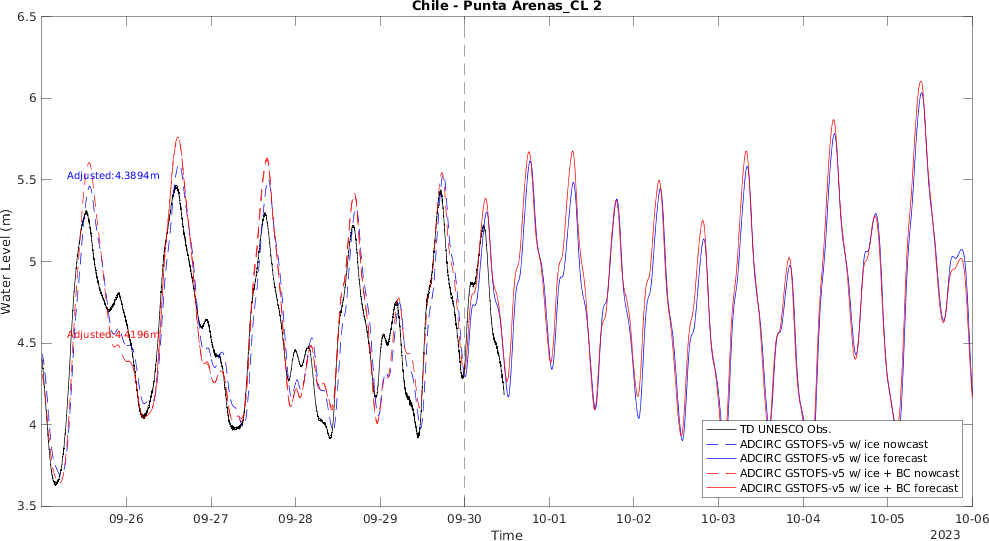 Chile - Punta Arenas_CL 2
6.5
6
5.5
5
4.5
4
3.5
Water Level (m)
Adjusted:4.3894m
Adjusted:4.4196m
TD UNESCO Obs.
ADCIRC GSTOFS-v5 w/ ice nowcast
ADCIRC GSTOFS-v5 w/ ice forecast
ADCIRC GSTOFS-v5 w/ ice + BC nowcast
ADCIRC GSTOFS-v5 w/ ice + BC forecast
09-26 09-27 09-28 09-29 09-30 10-01 10-02 10-03 10-04 10-05 10-06
Time
2023